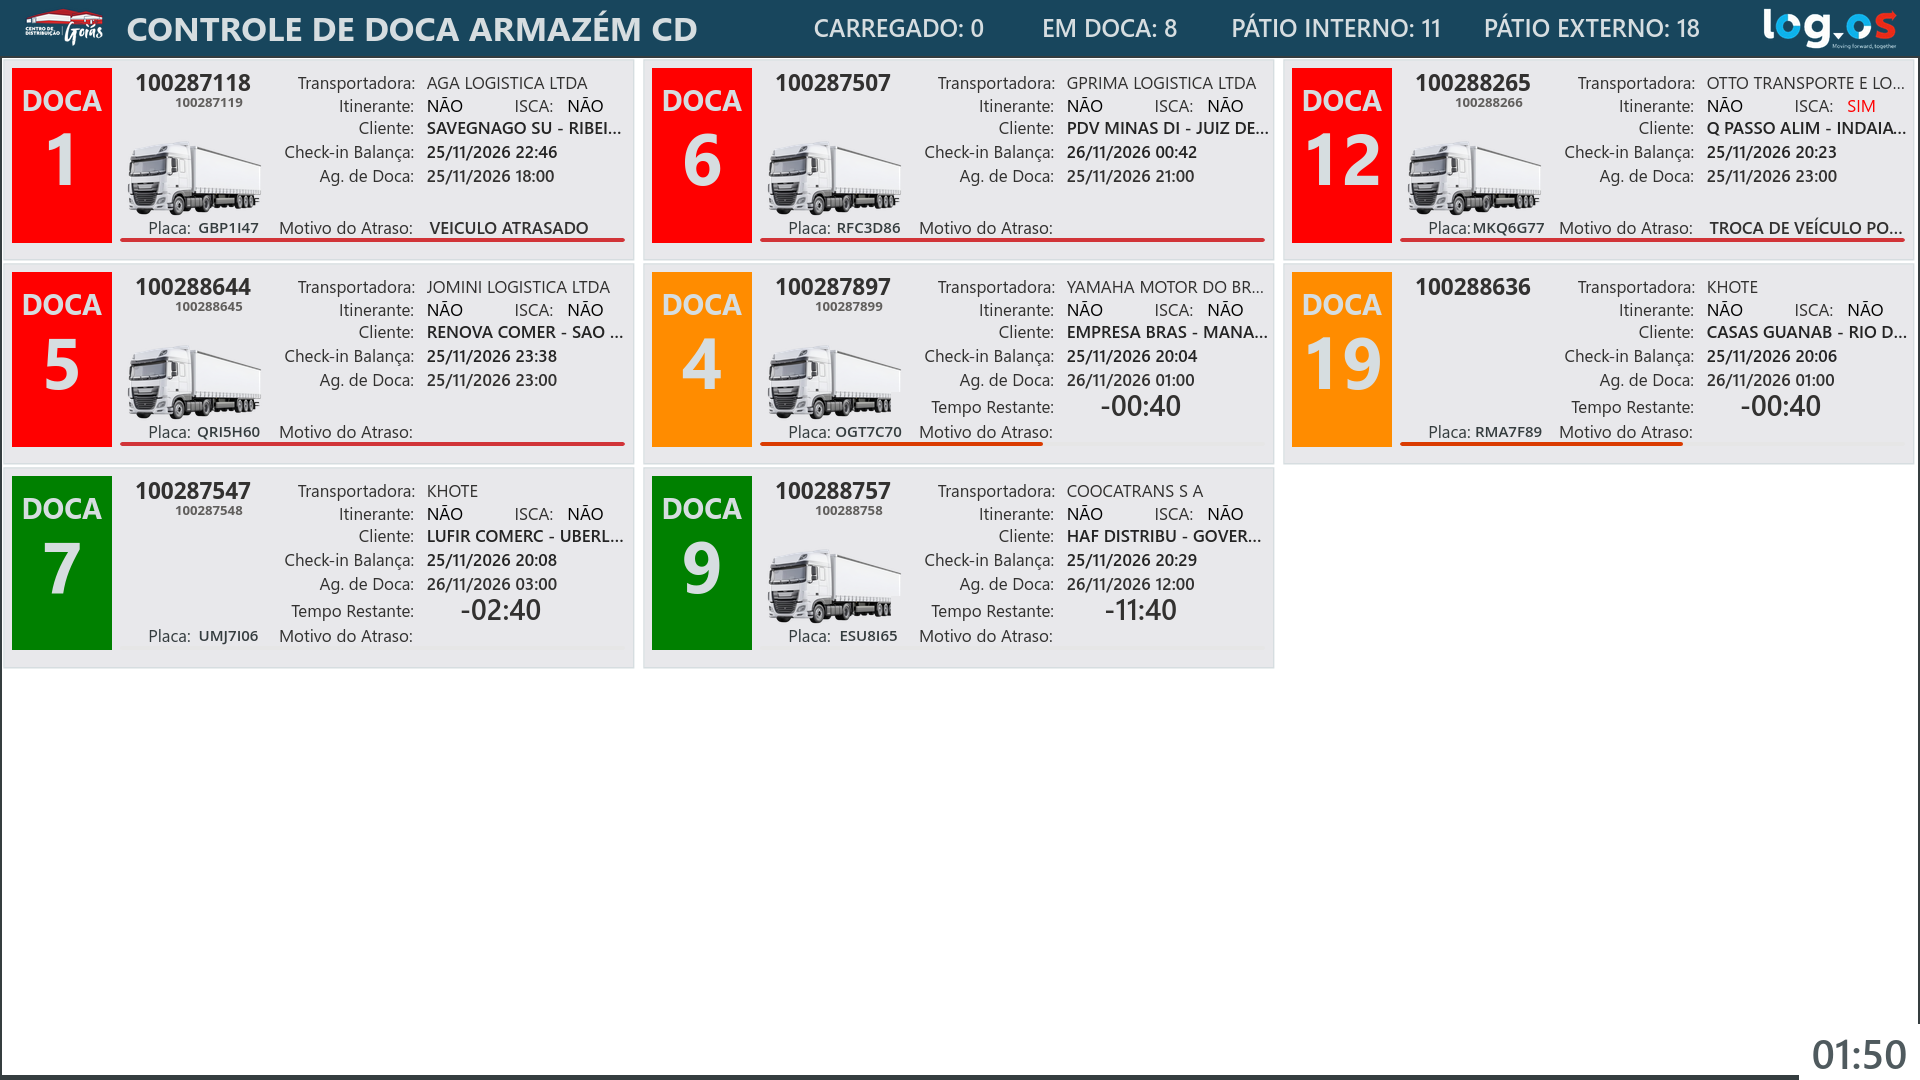 CENTRO DE DISTRIBUIÇÃO Goiás
CONTROLE DE DOCA ARMAZÉM CD
CARREGADO: 0
EM DOCA: 8
PÁTIO INTERNO: 11
PÁTIO EXTERNO: 18
log.os
Moving forward, together
DOCA
1
100287118
100287119
Transportadora: AGA LOGISTICA LTDA
Itinerante: NÃO ISCA: NÃO
Cliente: SAVEGNAGO SU - RIBEI...
Check-in Balança: 25/11/2026 22:46
Ag. de Doca: 25/11/2026 18:00
Placa: GBP1I47 Motivo do Atraso: VEICULO ATRASADO
DOCA
6
100287507
Transportadora: GPRIMA LOGISTICA LTDA
Itinerante: NÃO ISCA: NÃO
Cliente: PDV MINAS DI - JUIZ DE...
Check-in Balança: 26/11/2026 00:42
Ag. de Doca: 25/11/2026 21:00
Placa: RFC3D86 Motivo do Atraso:
DOCA
12
100288265
100288266
Transportadora: OTTO TRANSPORTE E LO...
Itinerante: NÃO ISCA: SIM
Cliente: Q PASSO ALIM - INDAIA...
Check-in Balança: 25/11/2026 20:23
Ag. de Doca: 25/11/2026 23:00
Placa: MKQ6G77 Motivo do Atraso: TROCA DE VEÍCULO PO...
DOCA
5
100288644
100288645
Transportadora: JOMINI LOGISTICA LTDA
Itinerante: NÃO ISCA: NÃO
Cliente: RENOVA COMER - SAO ...
Check-in Balança: 25/11/2026 23:38
Ag. de Doca: 25/11/2026 23:00
Placa: QRI5H60 Motivo do Atraso:
DOCA
4
100287897
100287899
Transportadora: YAMAHA MOTOR DO BR...
Itinerante: NÃO ISCA: NÃO
Cliente: EMPRESA BRAS - MANA...
Check-in Balança: 25/11/2026 20:04
Ag. de Doca: 26/11/2026 01:00
Tempo Restante: -00:40
Placa: OGT7C70 Motivo do Atraso:
DOCA
19
100288636
Transportadora: KHOTE
Itinerante: NÃO ISCA: NÃO
Cliente: CASAS GUANAB - RIO D...
Check-in Balança: 25/11/2026 20:06
Ag. de Doca: 26/11/2026 01:00
Tempo Restante: -00:40
Placa: RMA7F89 Motivo do Atraso:
DOCA
7
100287547
100287548
Transportadora: KHOTE
Itinerante: NÃO ISCA: NÃO
Cliente: LUFIR COMERC - UBERL...
Check-in Balança: 25/11/2026 20:08
Ag. de Doca: 26/11/2026 03:00
Tempo Restante: -02:40
Placa: UMJ7I06 Motivo do Atraso:
DOCA
9
100288757
100288758
Transportadora: COOCATRANS S A
Itinerante: NÃO ISCA: NÃO
Cliente: HAF DISTRIBU - GOVER...
Check-in Balança: 25/11/2026 20:29
Ag. de Doca: 26/11/2026 12:00
Tempo Restante: -11:40
Placa: ESU8I65 Motivo do Atraso:
01:50